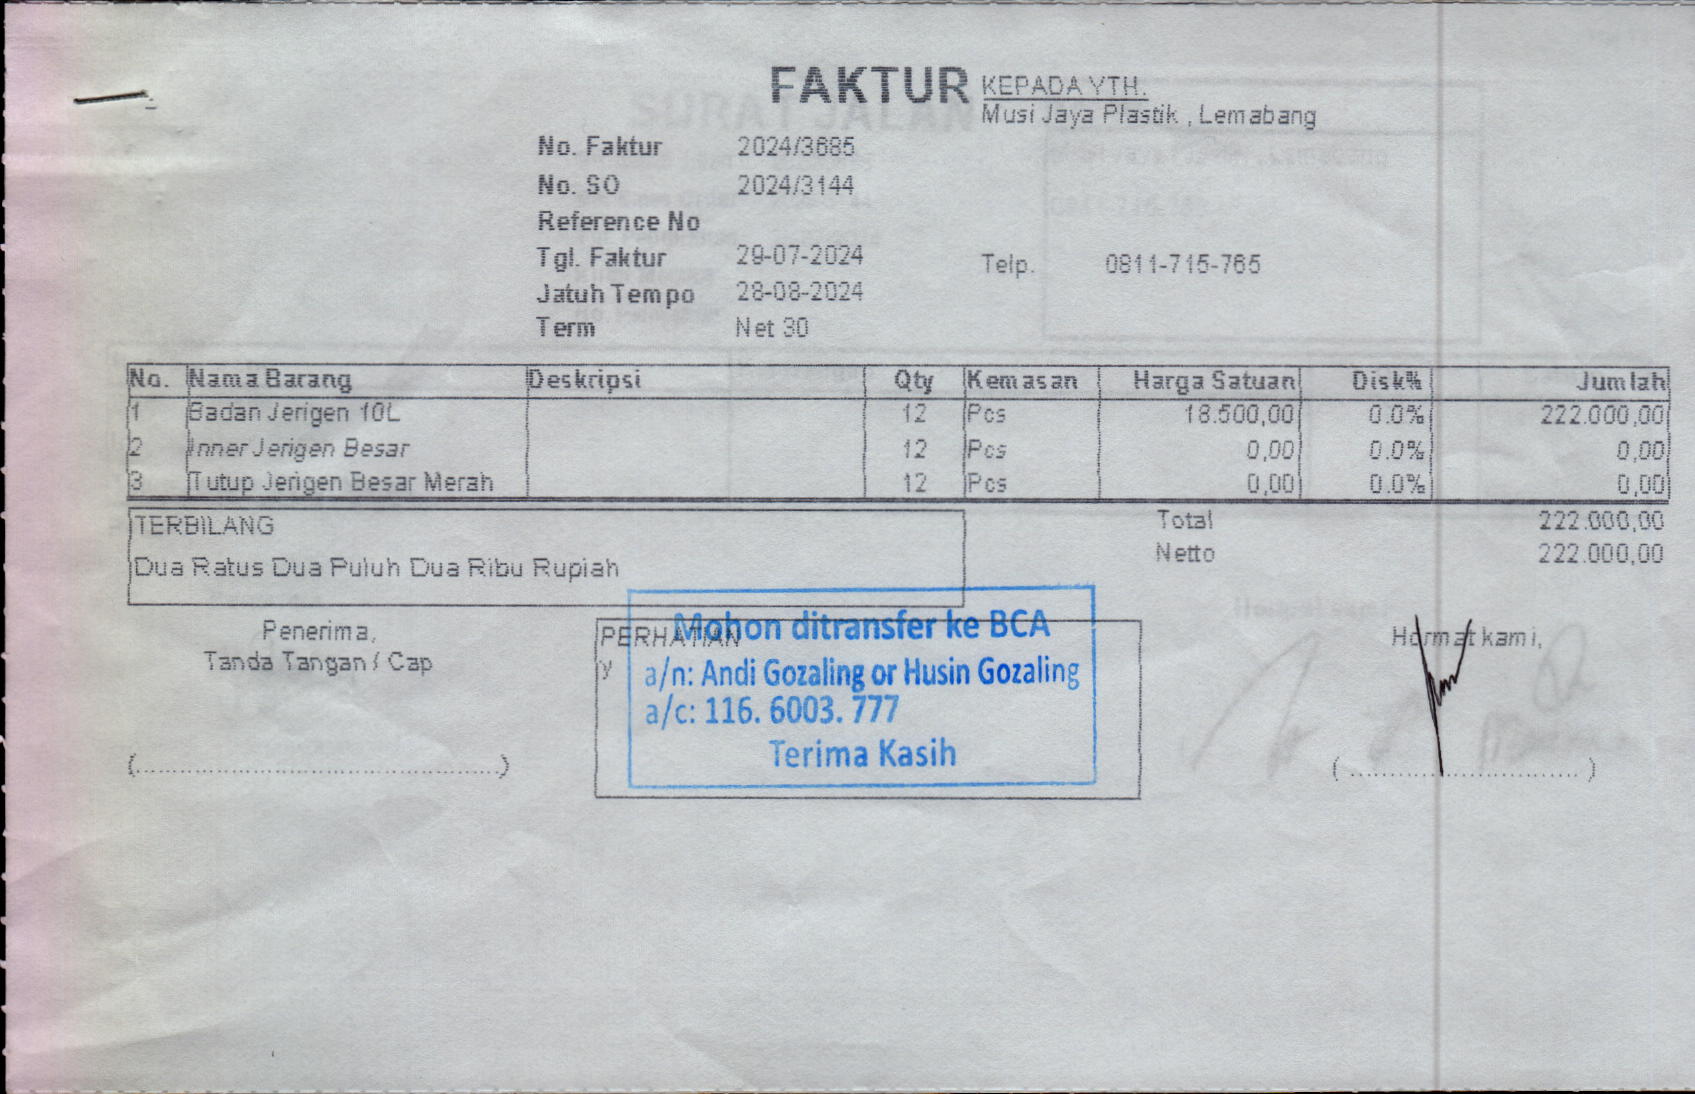 FAKTUR
KEPADA YTH.
Musi Jaya Plastik , Lemabang
No. Faktur 2024/3685
No. SO 2024/3144
Reference No
Tgl. Faktur 29-07-2024
Telp. 0811-715-765
Jatuh Tempo 28-08-2024
Term Net 30
No. Nama Barang Deskripsi Qty Kemasan Harga Satuan Disk% Jumlah
1 Badan Jerigen 10L 12 Pcs 18.500,00 0.0% 222.000,00
2 Inner Jerigen Besar 12 Pcs 0,00 0.0% 0,00
3 Tutup Jerigen Besar Merah 12 Pcs 0,00 0.0% 0,00
TERBILANG
Dua Ratus Dua Puluh Dua Ribu Rupiah
Total 222.000,00
Netto 222.000,00
Penerima,
Tanda Tangan / Cap
(........................................)
PERHATIAN
y
Mohon ditransfer ke BCA
a/n: Andi Gozaling or Husin Gozaling
a/c: 116. 6003. 777
Terima Kasih
Hormat kami,
(.............................)